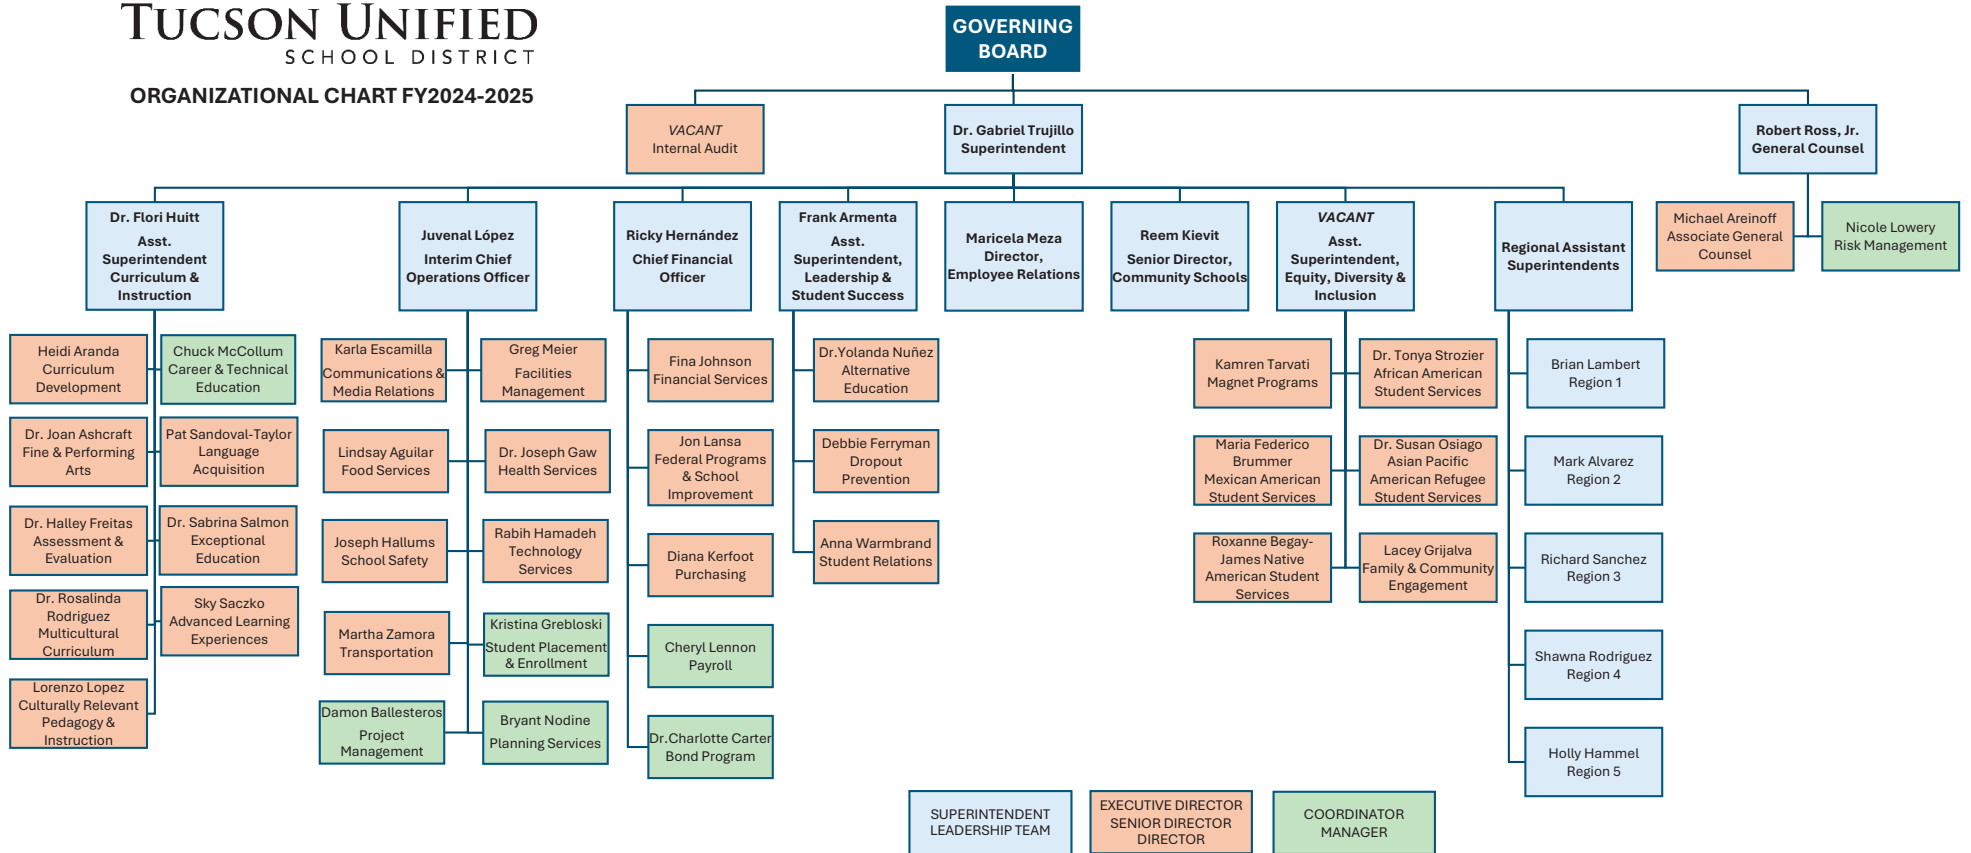 TUCSON UNIFIED
SCHOOL DISTRICT
ORGANIZATIONAL CHART FY2024-2025
GOVERNING
BOARD
VACANT
Internal Audit
Dr. Gabriel Trujillo
Superintendent
Robert Ross, Jr.
General Counsel
Michael Areinoff
Associate General
Counsel
Nicole Lowery
Risk Management
Dr. Flori Huitt
Asst.
Superintendent
Curriculum &
Instruction
Juvenal López
Interim Chief
Operations Officer
Ricky Hernández
Chief Financial
Officer
Frank Armenta
Asst.
Superintendent,
Leadership &
Student Success
Maricela Meza
Director,
Employee Relations
Reem Kievit
Senior Director,
Community Schools
VACANT
Asst.
Superintendent,
Equity, Diversity &
Inclusion
Regional Assistant
Superintendents
Heidi Aranda
Curriculum
Development
Chuck McCollum
Career & Technical
Education
Dr. Joan Ashcraft
Fine & Performing
Arts
Pat Sandoval-Taylor
Language
Acquisition
Dr. Halley Freitas
Assessment &
Evaluation
Dr. Sabrina Salmon
Exceptional
Education
Dr. Rosalinda
Rodriguez
Multicultural
Curriculum
Sky Saczko
Advanced Learning
Experiences
Lorenzo Lopez
Culturally Relevant
Pedagogy &
Instruction
Karla Escamilla
Communications &
Media Relations
Greg Meier
Facilities
Management
Lindsay Aguilar
Food Services
Dr. Joseph Gaw
Health Services
Joseph Hallums
School Safety
Rabih Hamadeh
Technology
Services
Martha Zamora
Transportation
Kristina Grebloski
Student Placement
& Enrollment
Damon Ballesteros
Project
Management
Bryant Nodine
Planning Services
Fina Johnson
Financial Services
Jon Lansa
Federal Programs
& School
Improvement
Diana Kerfoot
Purchasing
Cheryl Lennon
Payroll
Dr.Charlotte Carter
Bond Program
Dr.Yolanda Nuñez
Alternative
Education
Debbie Ferryman
Dropout
Prevention
Anna Warmbrand
Student Relations
Kamren Tarvati
Magnet Programs
Dr. Tonya Strozier
African American
Student Services
Maria Federico
Brummer
Mexican American
Student Services
Dr. Susan Osiago
Asian Pacific
American Refugee
Student Services
Roxanne Begay-
James Native
American Student
Services
Lacey Grijalva
Family & Community
Engagement
Brian Lambert
Region 1
Mark Alvarez
Region 2
Richard Sanchez
Region 3
Shawna Rodriguez
Region 4
Holly Hammel
Region 5
SUPERINTENDENT
LEADERSHIP TEAM
EXECUTIVE DIRECTOR
SENIOR DIRECTOR
DIRECTOR
COORDINATOR
MANAGER